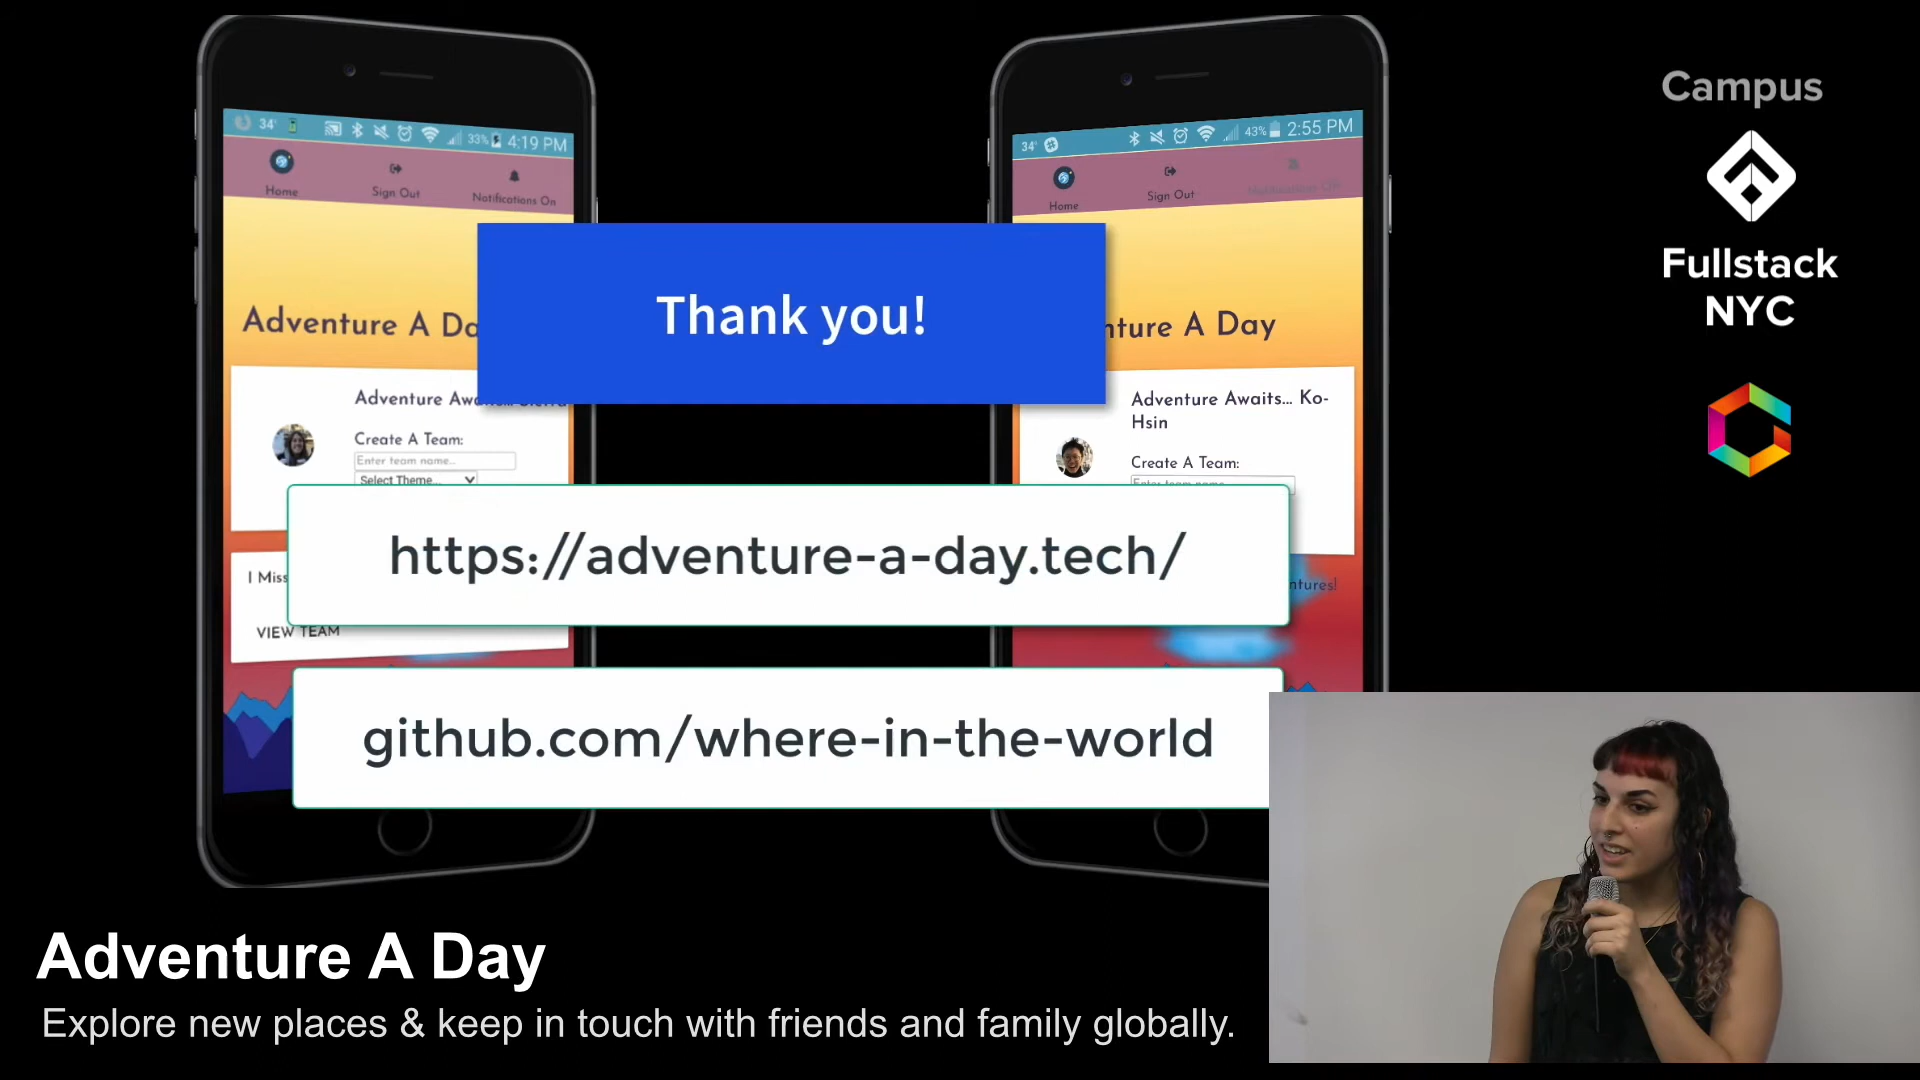 Campus
Fullstack
NYC
34°
33%
4:19 PM
Home
Sign Out
Notifications On
34°
43%
2:55 PM
Home
Sign Out
Thank you!
Adventure A Da
nture A Day
Adventure Awa
Create A Team:
Enter team name...
Select Theme...
Adventure Awaits... Ko-
Hsin
Create A Team:
https://adventure-a-day.tech/
I Miss
ntures!
VIEW TEAM
github.com/where-in-the-world
Adventure A Day
Explore new places & keep in touch with friends and family globally.